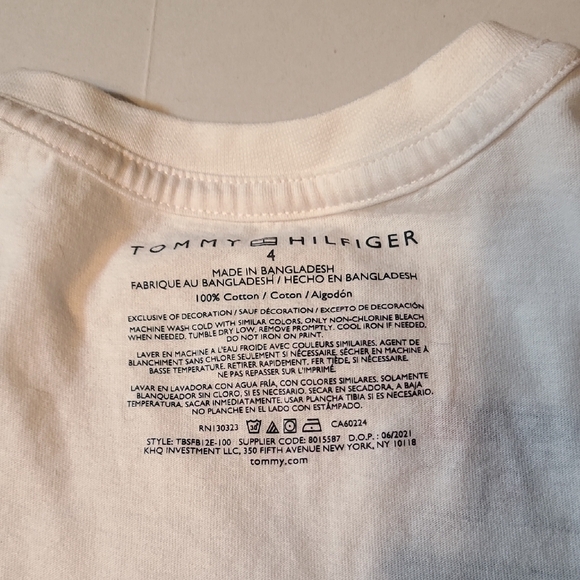 TOMMY HILFIGER
4
MADE IN BANGLADESH
FABRIQUE AU BANGLADESH / HECHO EN BANGLADESH
100% Cotton / Coton / Algodón
EXCLUSIVE OF DECORATION / SAUF DÉCORATION / EXCEPTO DE DECORACIÓN
MACHINE WASH COLD WITH SIMILAR COLORS, ONLY NON-CHLORINE BLEACH
WHEN NEEDED. TUMBLE DRY LOW. REMOVE PROMPTLY. COOL IRON IF NEEDED.
DO NOT IRON ON PRINT.
LAVER EN MACHINE A L'EAU FROIDE AVEC COULEURS SIMILAIRES. AGENT DE
BLANCHIMENT SANS CHLORE SEULEMENT SI NÉCESSAIRE. SÉCHER EN MACHINE À
BASSE TEMPÉRATURE. RETIRER RAPIDEMENT. FER TIÈDE, SI NÉCESSAIRE.
NE PAS REPASSER SUR L'IMPRIMÉ.
LAVAR EN LAVADORA CON AGUA FRÍA, CON COLORES SIMILARES. SOLAMENTE
BLANQUEADOR SIN CLORO, SI ES NECESARIO. SECAR EN SECADORA, A BAJA
TEMPERATURA, SACAR INMEDIATAMENTE. USAR PLANCHA TIBIA SI ES NECESARIO.
NO PLANCHAR EN EL LADO CON EL ESTAMPADO.
RN130323 CA60224
STYLE: TBSFB12E-100 SUPPLIER CODE: 8015587 D.O.P.: 06/2021
KHQ INVESTMENT LLC, 350 FIFTH AVENUE NEW YORK, NY 10118
tommy.com